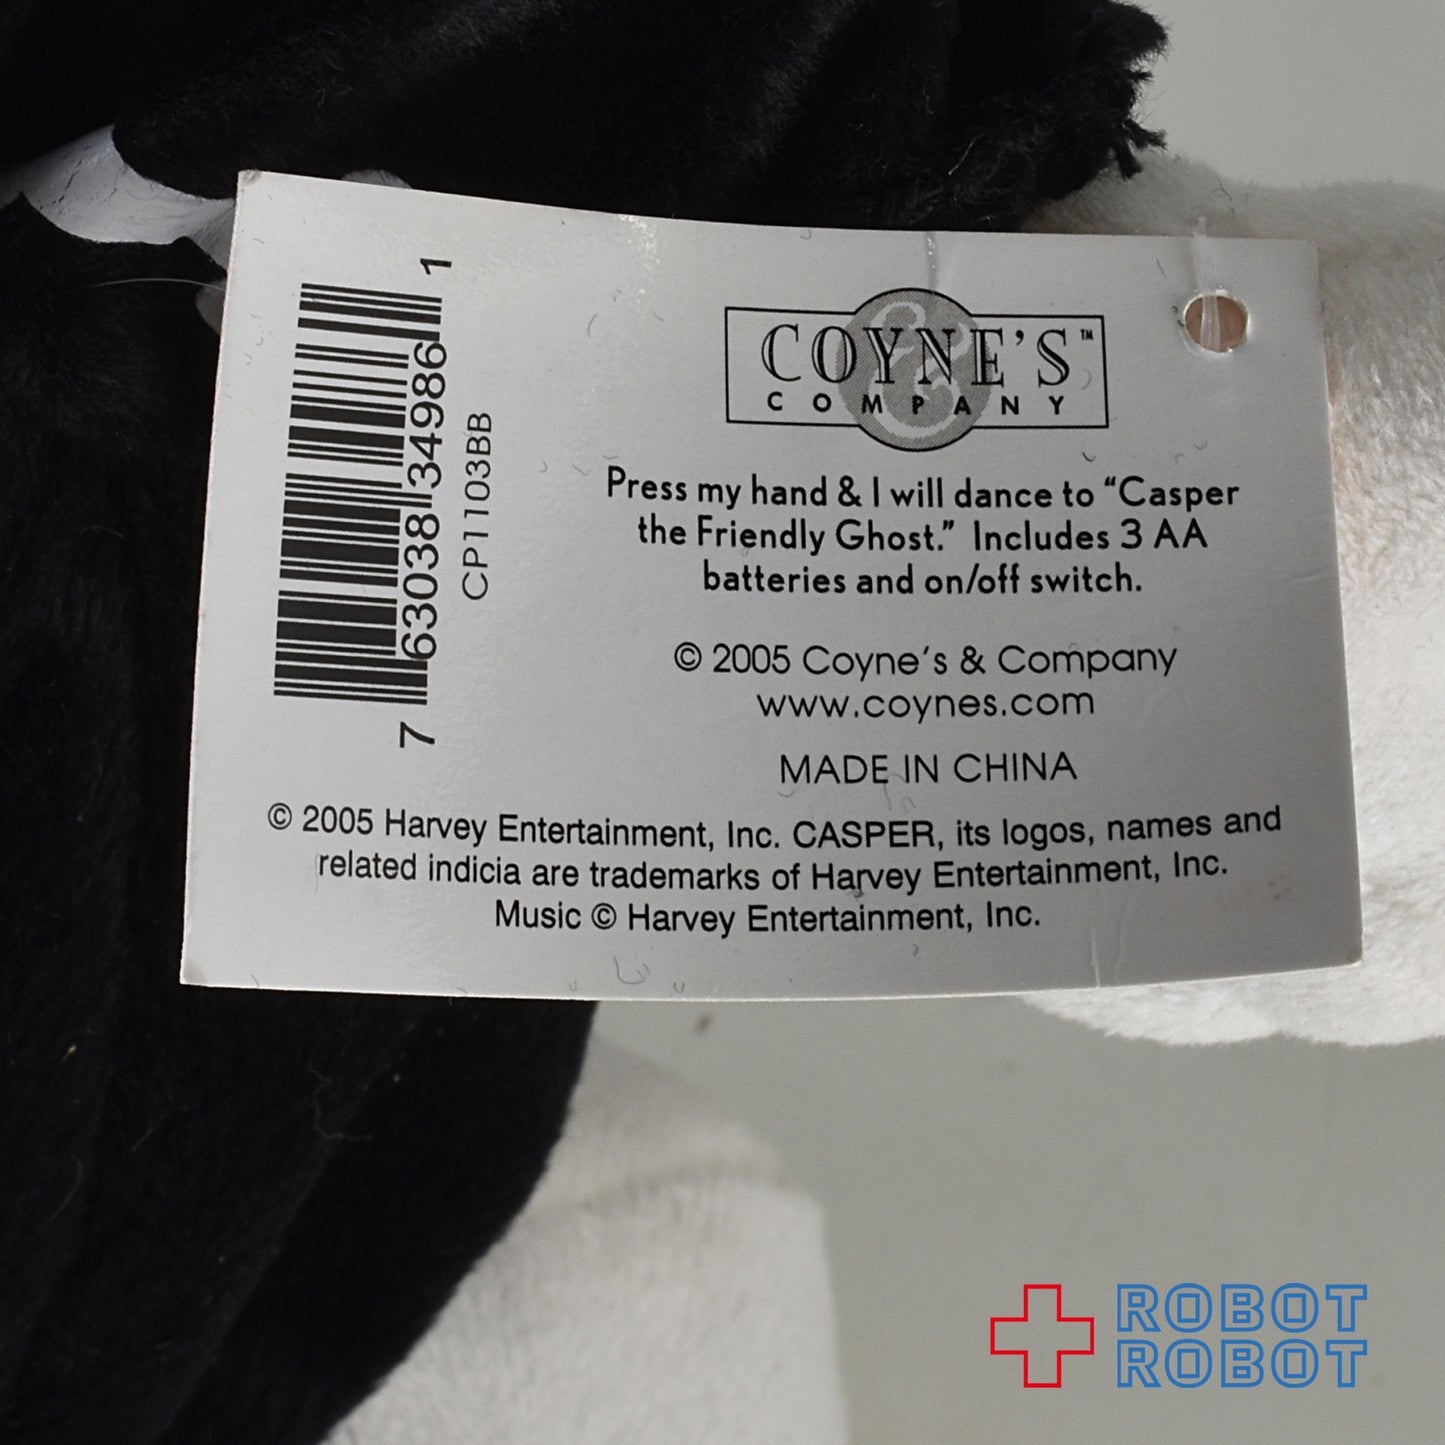 COYNE'S™
&
COMPANY
Press my hand & I will dance to “Casper
the Friendly Ghost.” Includes 3 AA
batteries and on/off switch.
© 2005 Coyne's & Company
www.coynes.com
MADE IN CHINA
© 2005 Harvey Entertainment, Inc. CASPER, its logos, names and
related indicia are trademarks of Harvey Entertainment, Inc.
Music © Harvey Entertainment, Inc.
7 63038 34986 1
CP1103BB
ROBOT
ROBOT